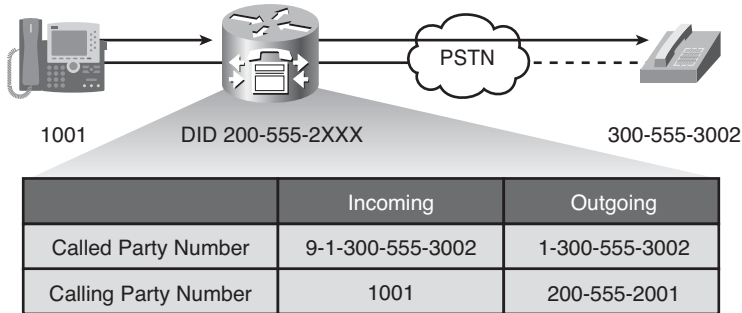 PSTN
1001 DID 200-555-2XXX 300-555-3002
Incoming Outgoing
Called Party Number 9-1-300-555-3002 1-300-555-3002
Calling Party Number 1001 200-555-2001